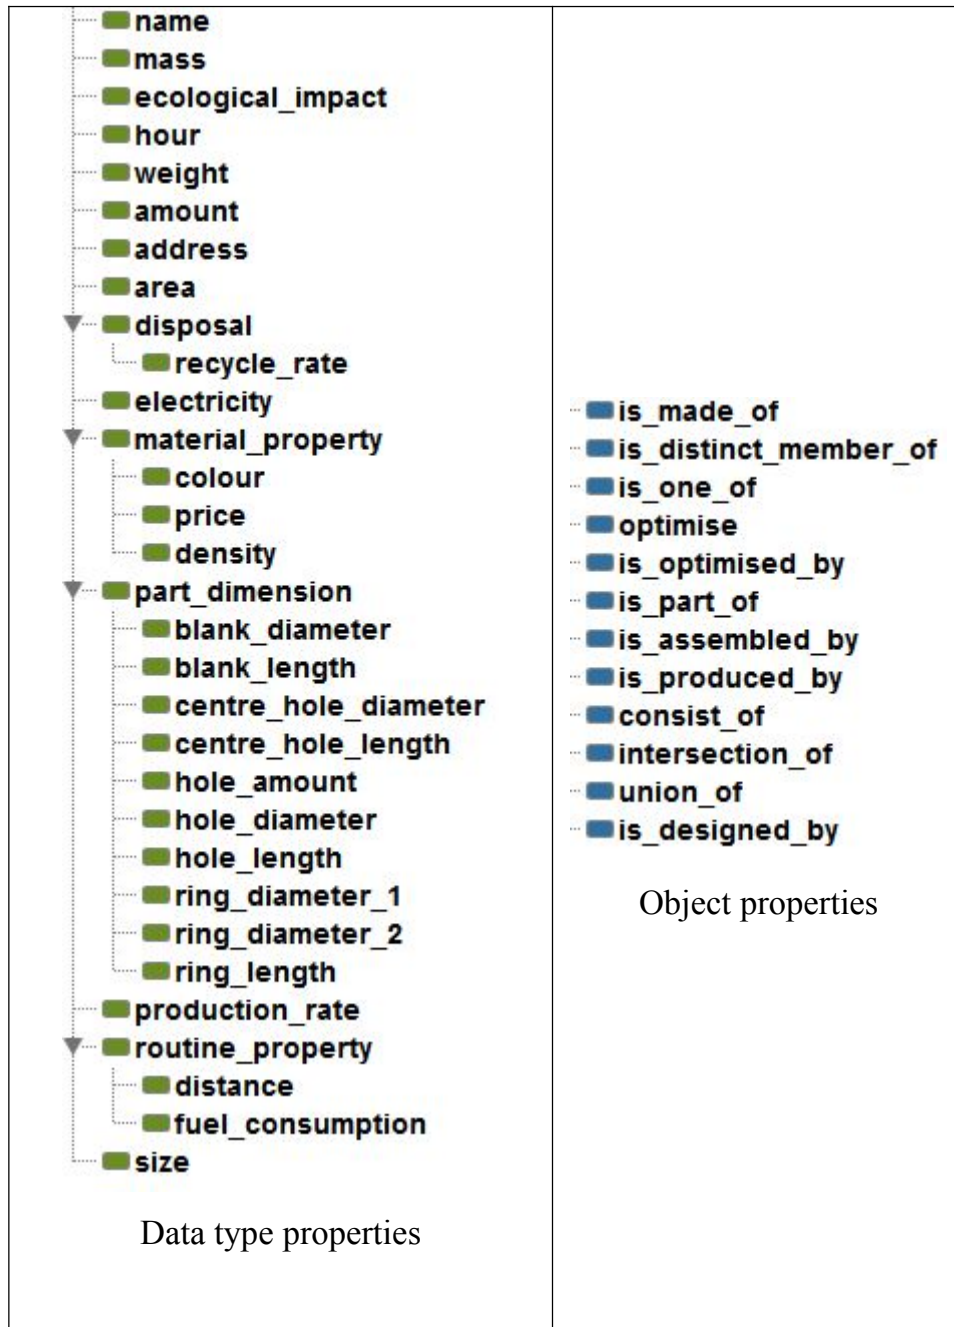 name
mass
ecological_impact
hour
weight
amount
address
area
disposal
recycle_rate
electricity
material_property
colour
price
density
part_dimension
blank_diameter
blank_length
centre_hole_diameter
centre_hole_length
hole_amount
hole_diameter
hole_length
ring_diameter_1
ring_diameter_2
ring_length
production_rate
routine_property
distance
fuel_consumption
size
Data type properties
is_made_of
is_distinct_member_of
is_one_of
optimise
is_optimised_by
is_part_of
is_assembled_by
is_produced_by
consist_of
intersection_of
union_of
is_designed_by
Object properties